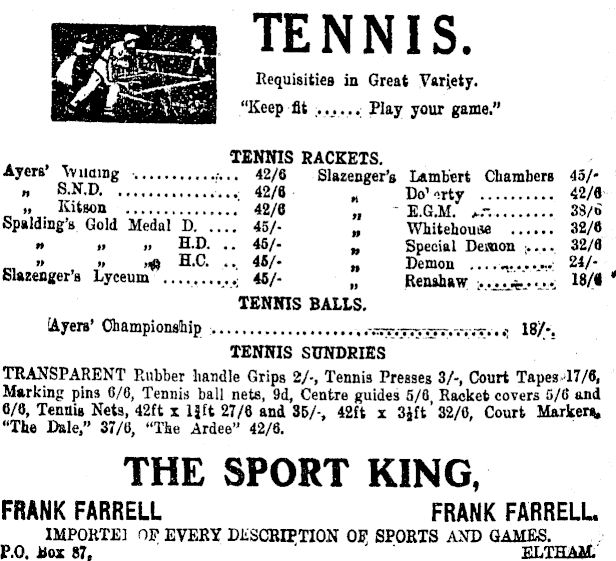 TENNIS.
Requisities in Great Variety.
“Keep fit ...... Play your game.”
TENNIS RACKETS.
Ayers' Wilding .............. 42/6 Slazenger's Lambert Chambers 45/-
„ S.N.D. ................ 42/6 „ Doherty .......... 42/6
„ Kitson ............... 42/6 „ E.G.M. ........... 38/6
Spalding's Gold Medal D. .... 45/- „ Whitehouse ...... 32/6
„ „ „ H.D. .. 45/- „ Special Demon .... 32/6
„ „ „ H.C. .. 45/- „ Demon ........... 24/-
Slazenger's Lyceum .......... 45/- „ Renshaw .......... 18/6
TENNIS BALLS.
Ayers' Championship ........................................ 18/-.
TENNIS SUNDRIES
TRANSPARENT Rubber handle Grips 2/-, Tennis Presses 3/-, Court Tapes 17/6,
Marking pins 6/6, Tennis ball nets, 9d, Centre guides 5/6, Racket covers 5/6 and
6/6, Tennis Nets, 42ft x 1¾ft 27/6 and 35/-, 42ft x 3½ft 32/6, Court Markers,
“The Dale,” 37/6, “The Ardee” 42/6.
THE SPORT KING,
FRANK FARRELL FRANK FARRELL.
IMPORTER OF EVERY DESCRIPTION OF SPORTS AND GAMES.
P.O. Box 87, ELTHAM.